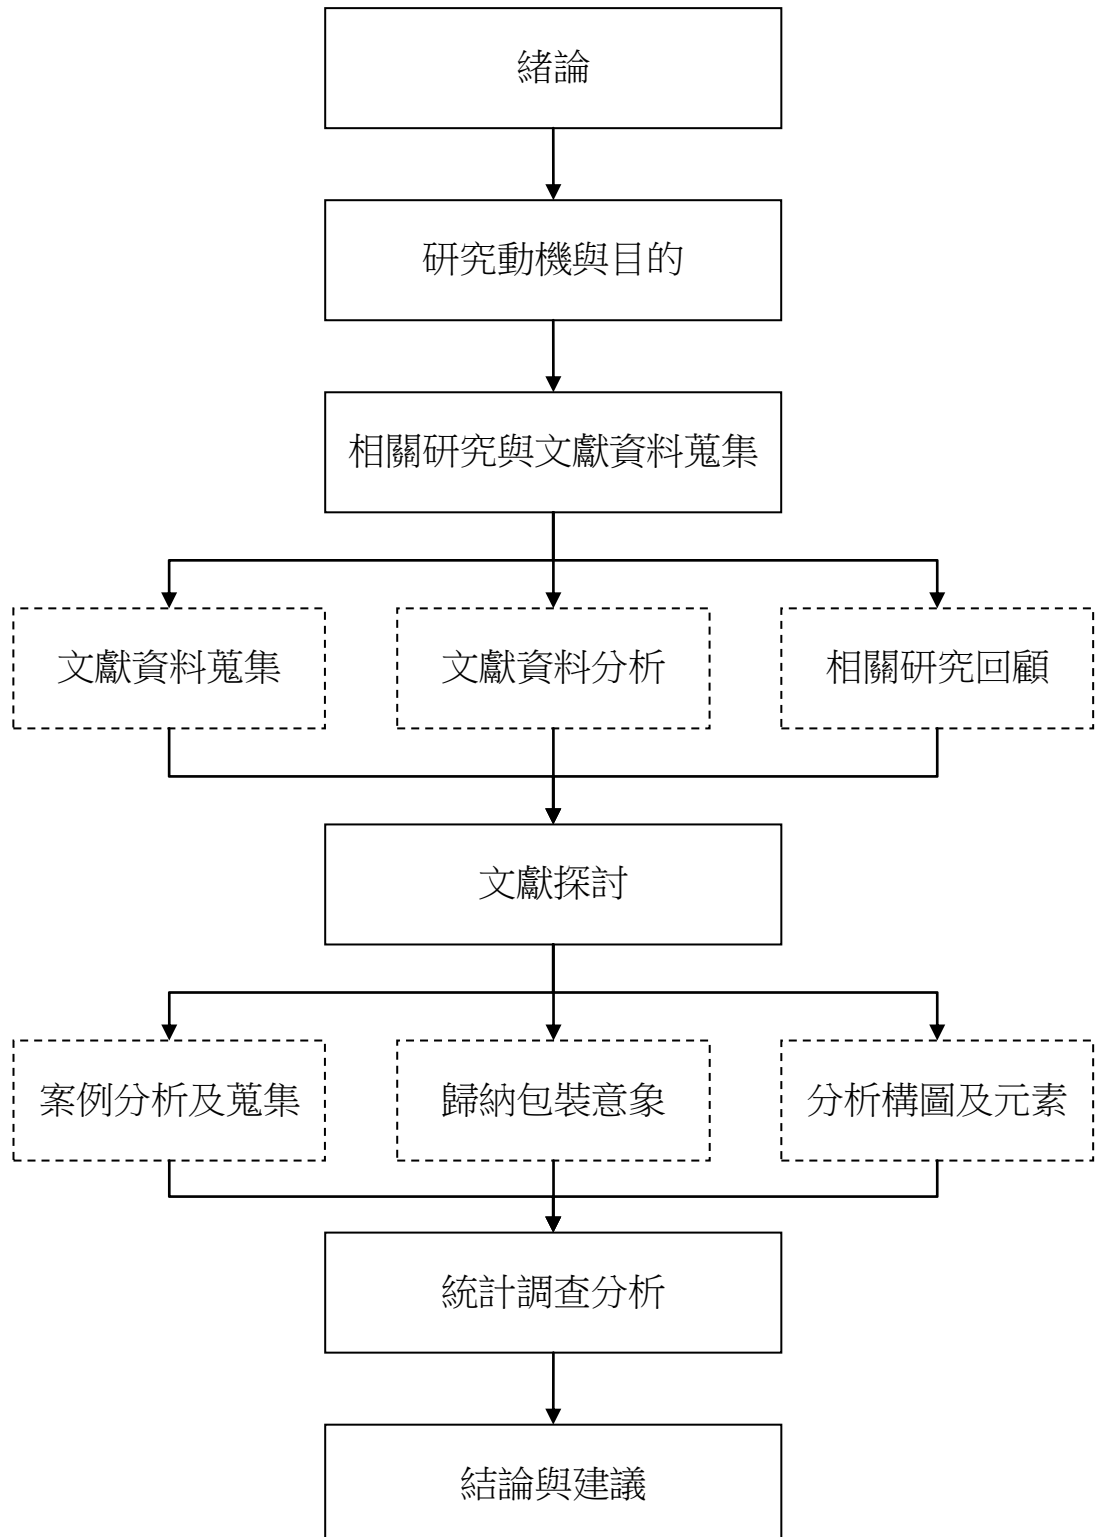 緒論
研究動機與目的
相關研究與文獻資料蒐集
文獻資料蒐集
文獻資料分析
相關研究回顧
文獻探討
案例分析及蒐集
歸納包裝意象
分析構圖及元素
統計調查分析
結論與建議